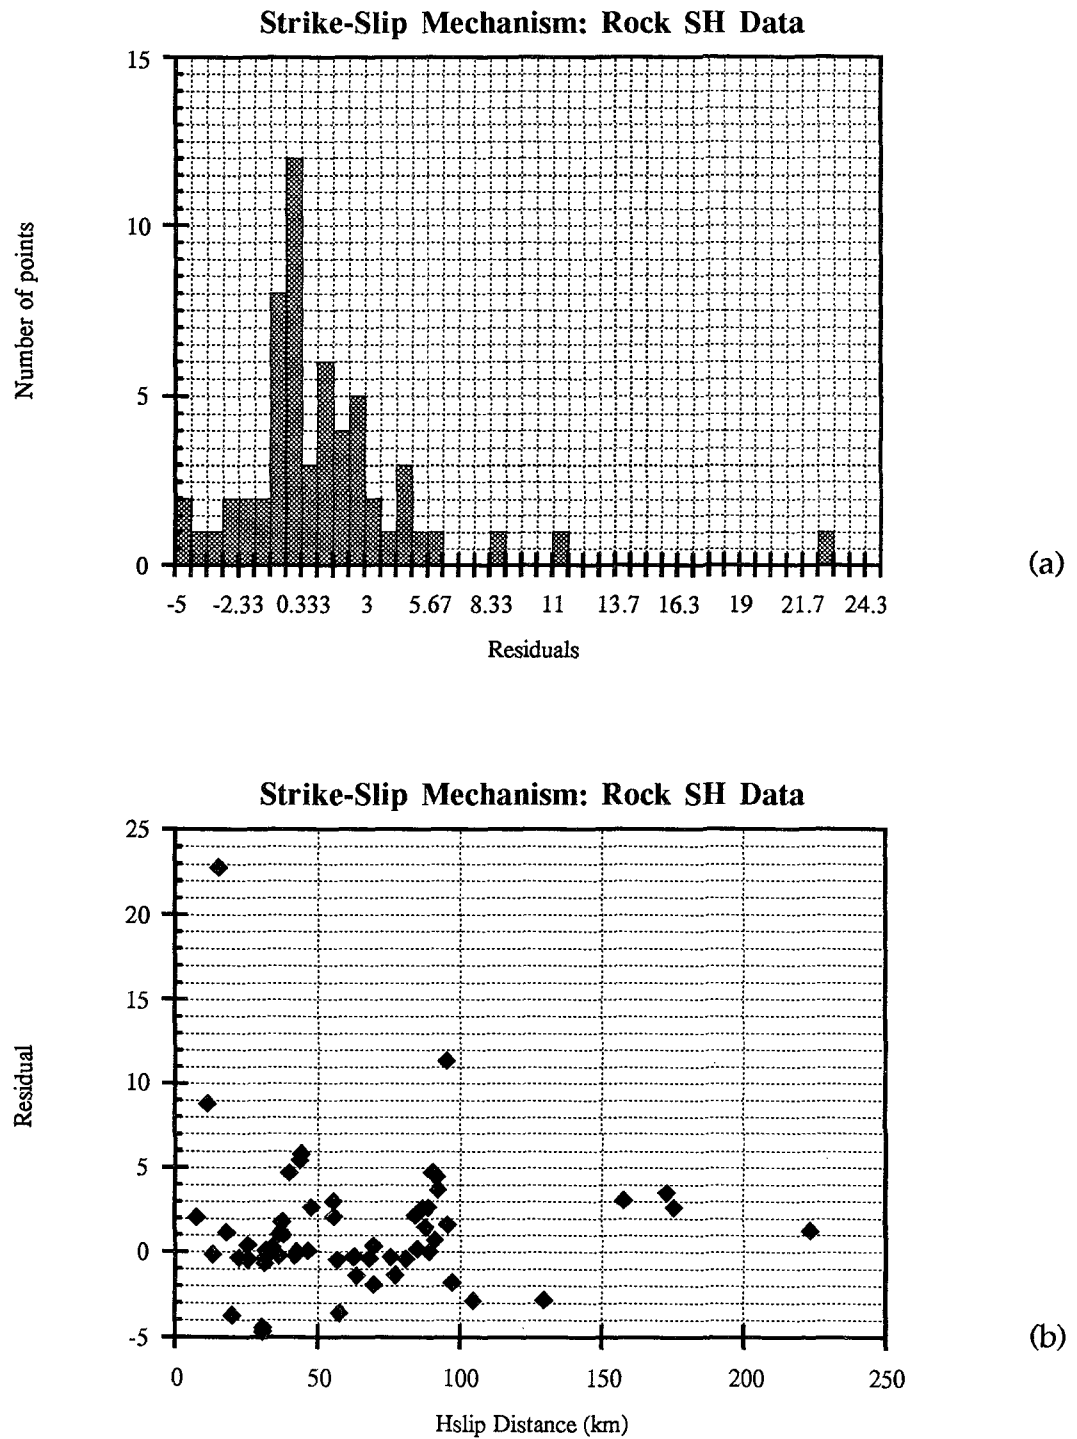 Strike-Slip Mechanism: Rock SH Data
15
10
5
0
Number of points
-5 -2.33 0.333 3 5.67 8.33 11 13.7 16.3 19 21.7 24.3
Residuals
(a)
Strike-Slip Mechanism: Rock SH Data
25
20
15
10
5
0
-5
Residual
0 50 100 150 200 250
Hslip Distance (km)
(b)